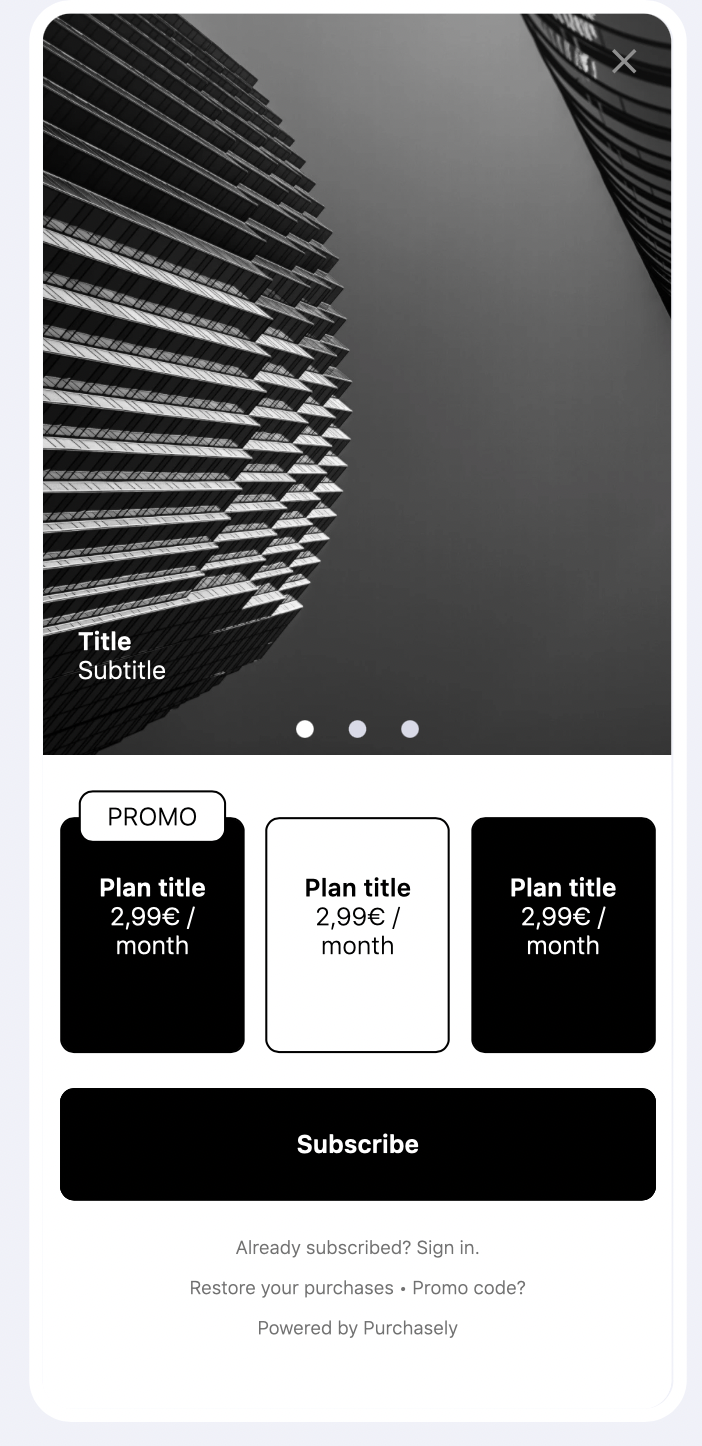 Title
Subtitle
PROMO
Plan title
2,99€ /
month
Plan title
2,99€ /
month
Plan title
2,99€ /
month
Subscribe
Already subscribed? Sign in.
Restore your purchases • Promo code?
Powered by Purchasely